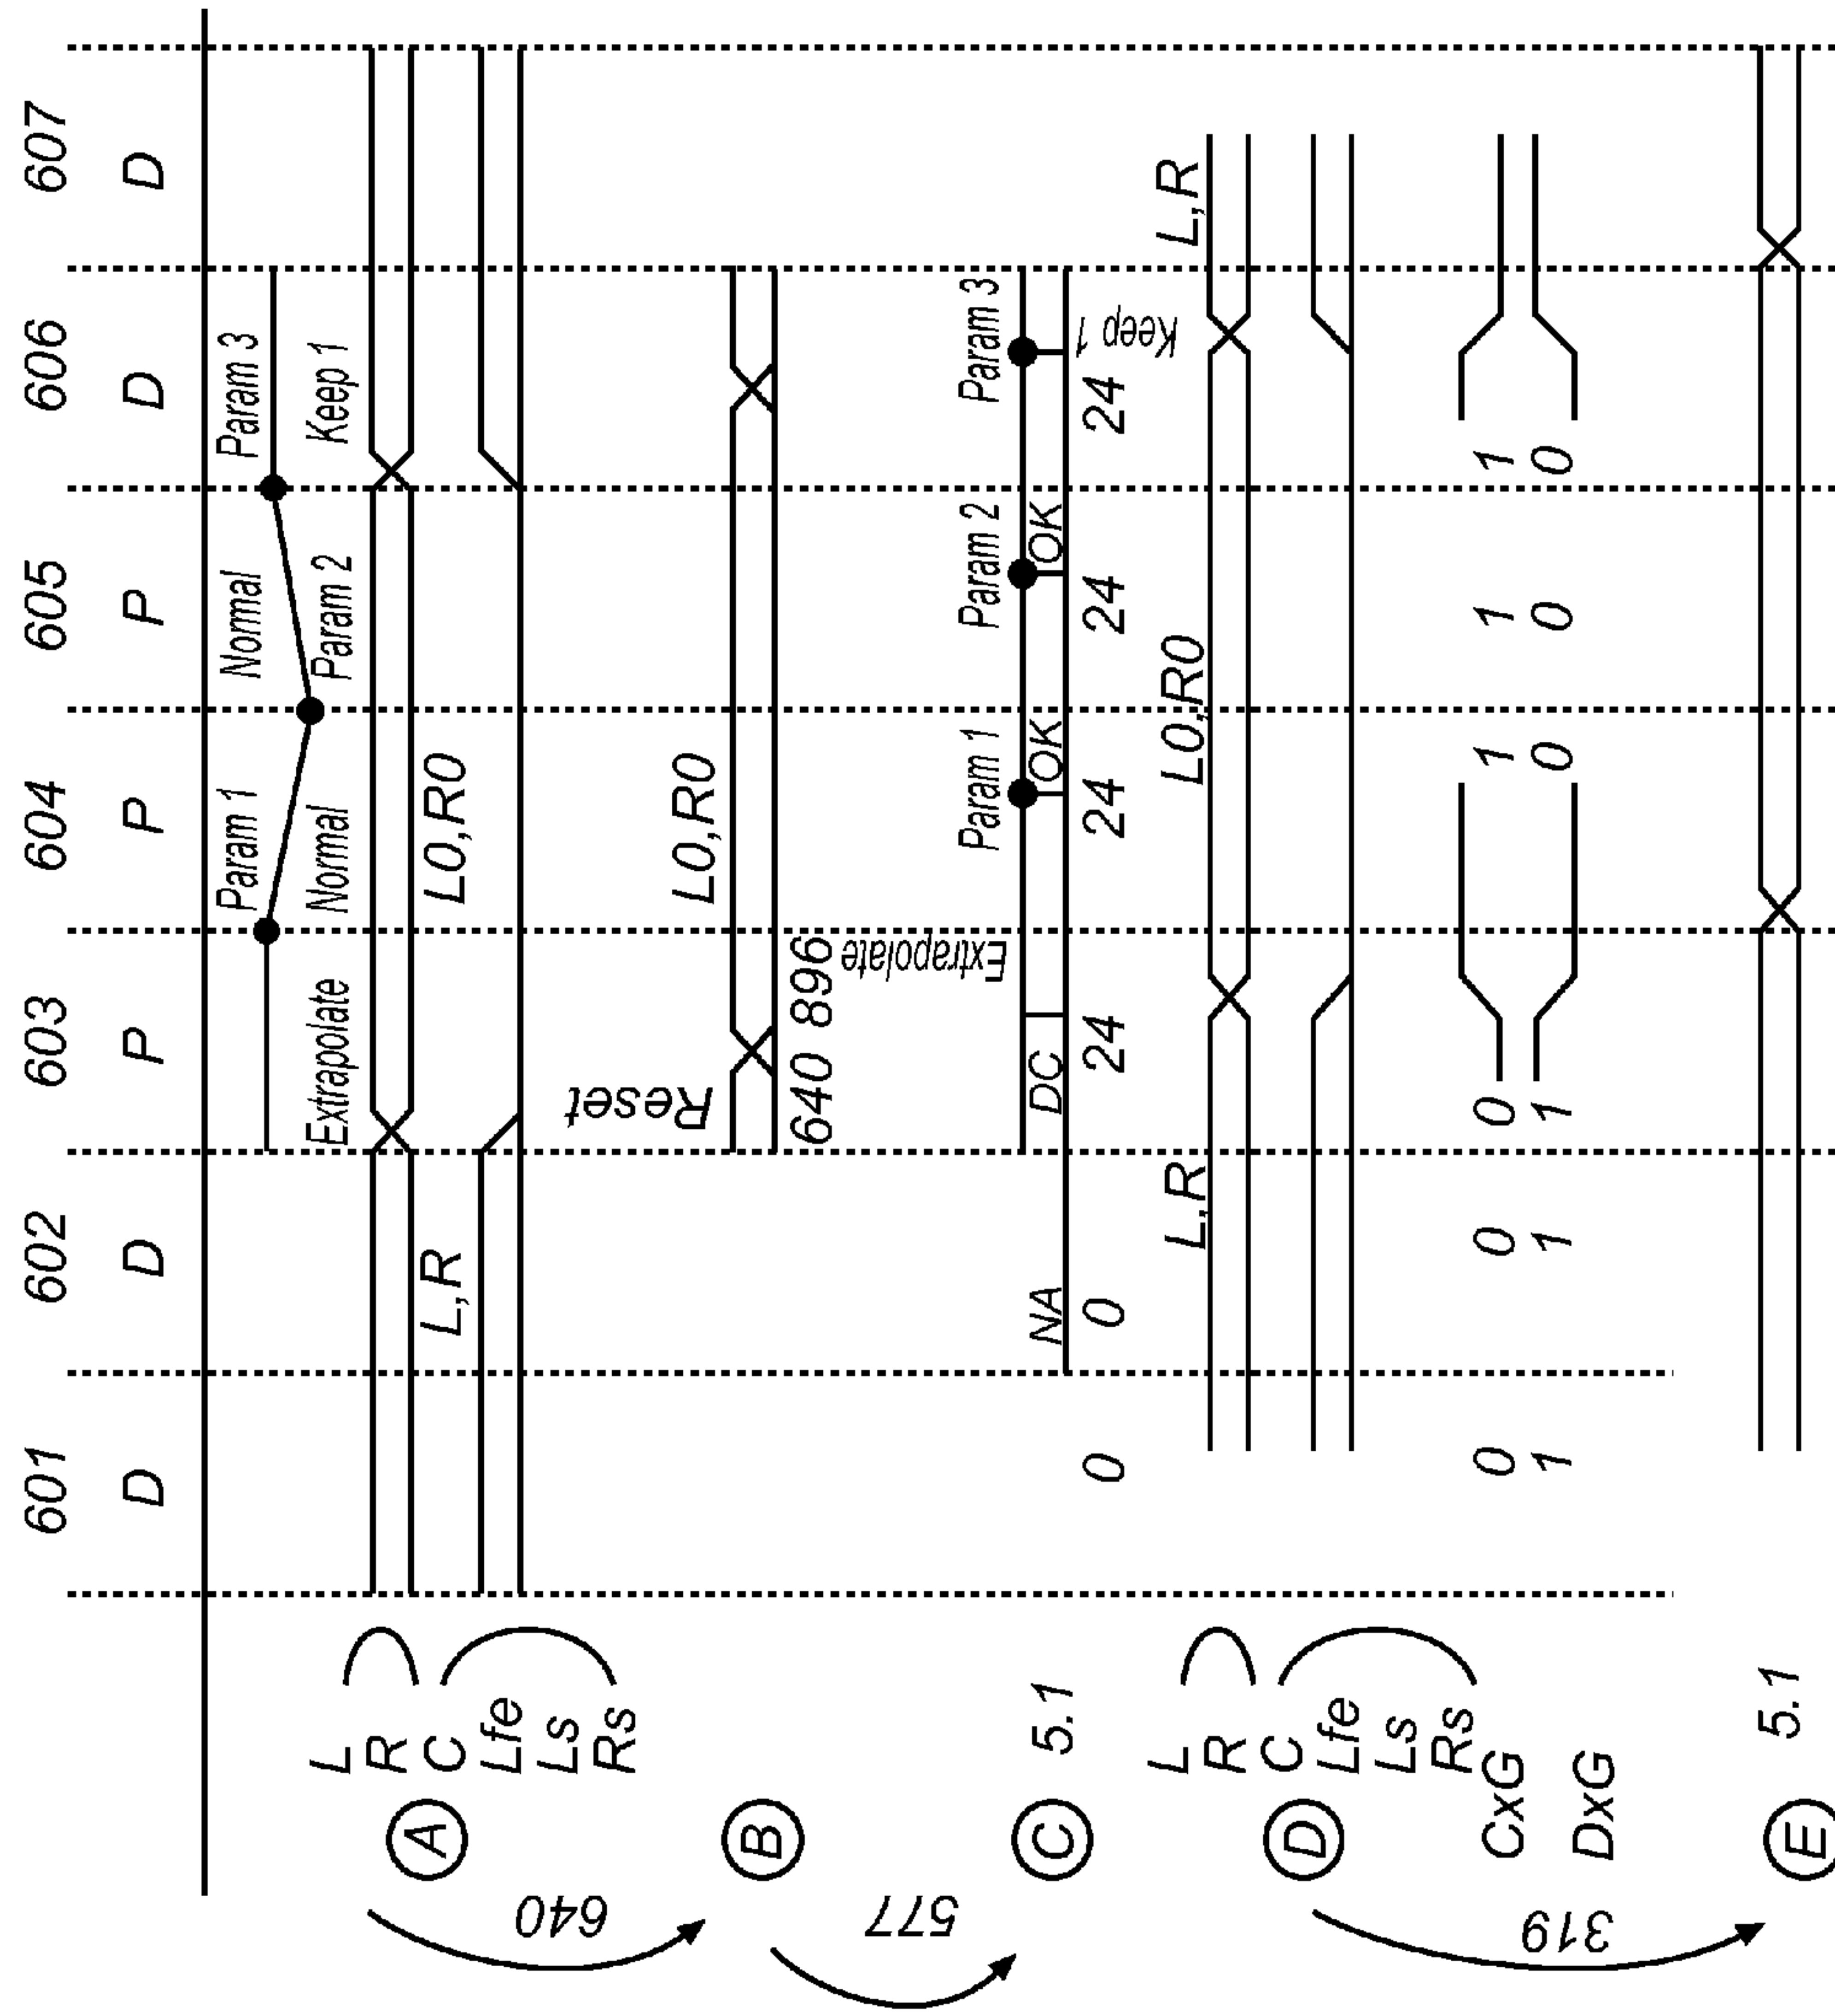 601 602 603 604 605 606 607
D D P P P D D
Param 1 Normal Param 3
Extrapolate Normal Param 2 Keep 1
L
R
C
Lfe
Ls
Rs
A
L,R L0,R0
640
Reset
L0,R0
B
640 896
577
Extrapolate
Param 1 Param 2 Param 3
C 5.1
NA DC OK OK
Keep 1
0 0 24 24 24 24
L
R
C
Lfe
Ls
Rs
D
L,R L0,R0 L,R
CxG
0 0 0 1 1 1
DxG
1 1 1 0 0 0
319
E 5.1